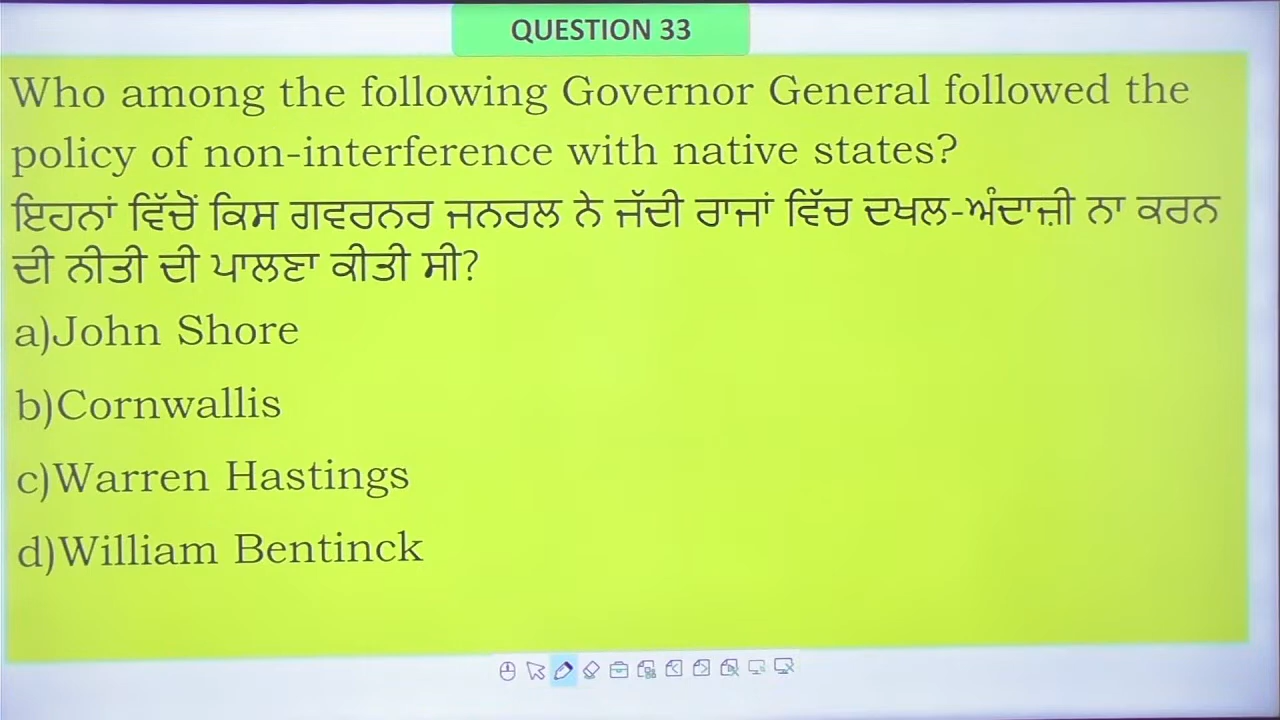 QUESTION 33
Who among the following Governor General followed the
policy of non-interference with native states?
ਇਹਨਾਂ ਵਿੱਚੋਂ ਕਿਸ ਗਵਰਨਰ ਜਨਰਲ ਨੇ ਜੱਦੀ ਰਾਜਾਂ ਵਿੱਚ ਦਖਲ-ਅੰਦਾਜ਼ੀ ਨਾ ਕਰਨ
ਦੀ ਨੀਤੀ ਦੀ ਪਾਲਣਾ ਕੀਤੀ ਸੀ?
a)John Shore
b)Cornwallis
c)Warren Hastings
d)William Bentinck